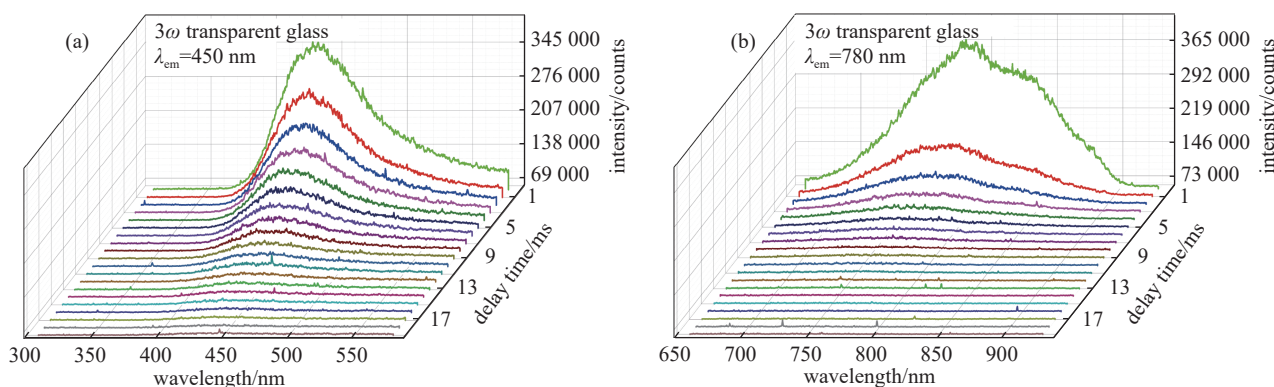 (a)
3ω transparent glass
λem=450 nm
345 000
276 000
207 000
138 000
69 000
intensity/counts
1
5
9
13
17
delay time/ms
300
350
400
450
500
550
wavelength/nm
(b)
3ω transparent glass
λem=780 nm
365 000
292 000
219 000
146 000
73 000
intensity/counts
1
5
9
13
17
delay time/ms
650
700
750
800
850
900
wavelength/nm